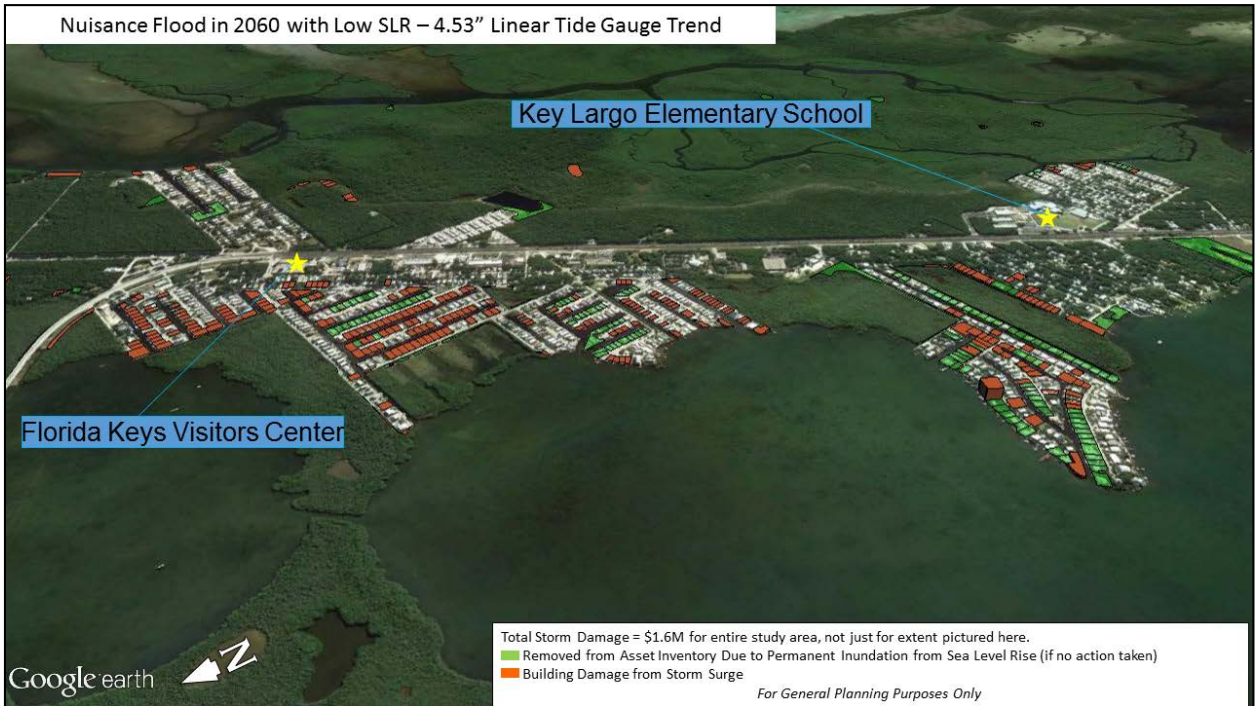 Nuisance Flood in 2060 with Low SLR – 4.53” Linear Tide Gauge Trend
Key Largo Elementary School
Florida Keys Visitors Center
Total Storm Damage = $1.6M for entire study area, not just for extent pictured here.
Removed from Asset Inventory Due to Permanent Inundation from Sea Level Rise (if no action taken)
Building Damage from Storm Surge
For General Planning Purposes Only
Google earth
N